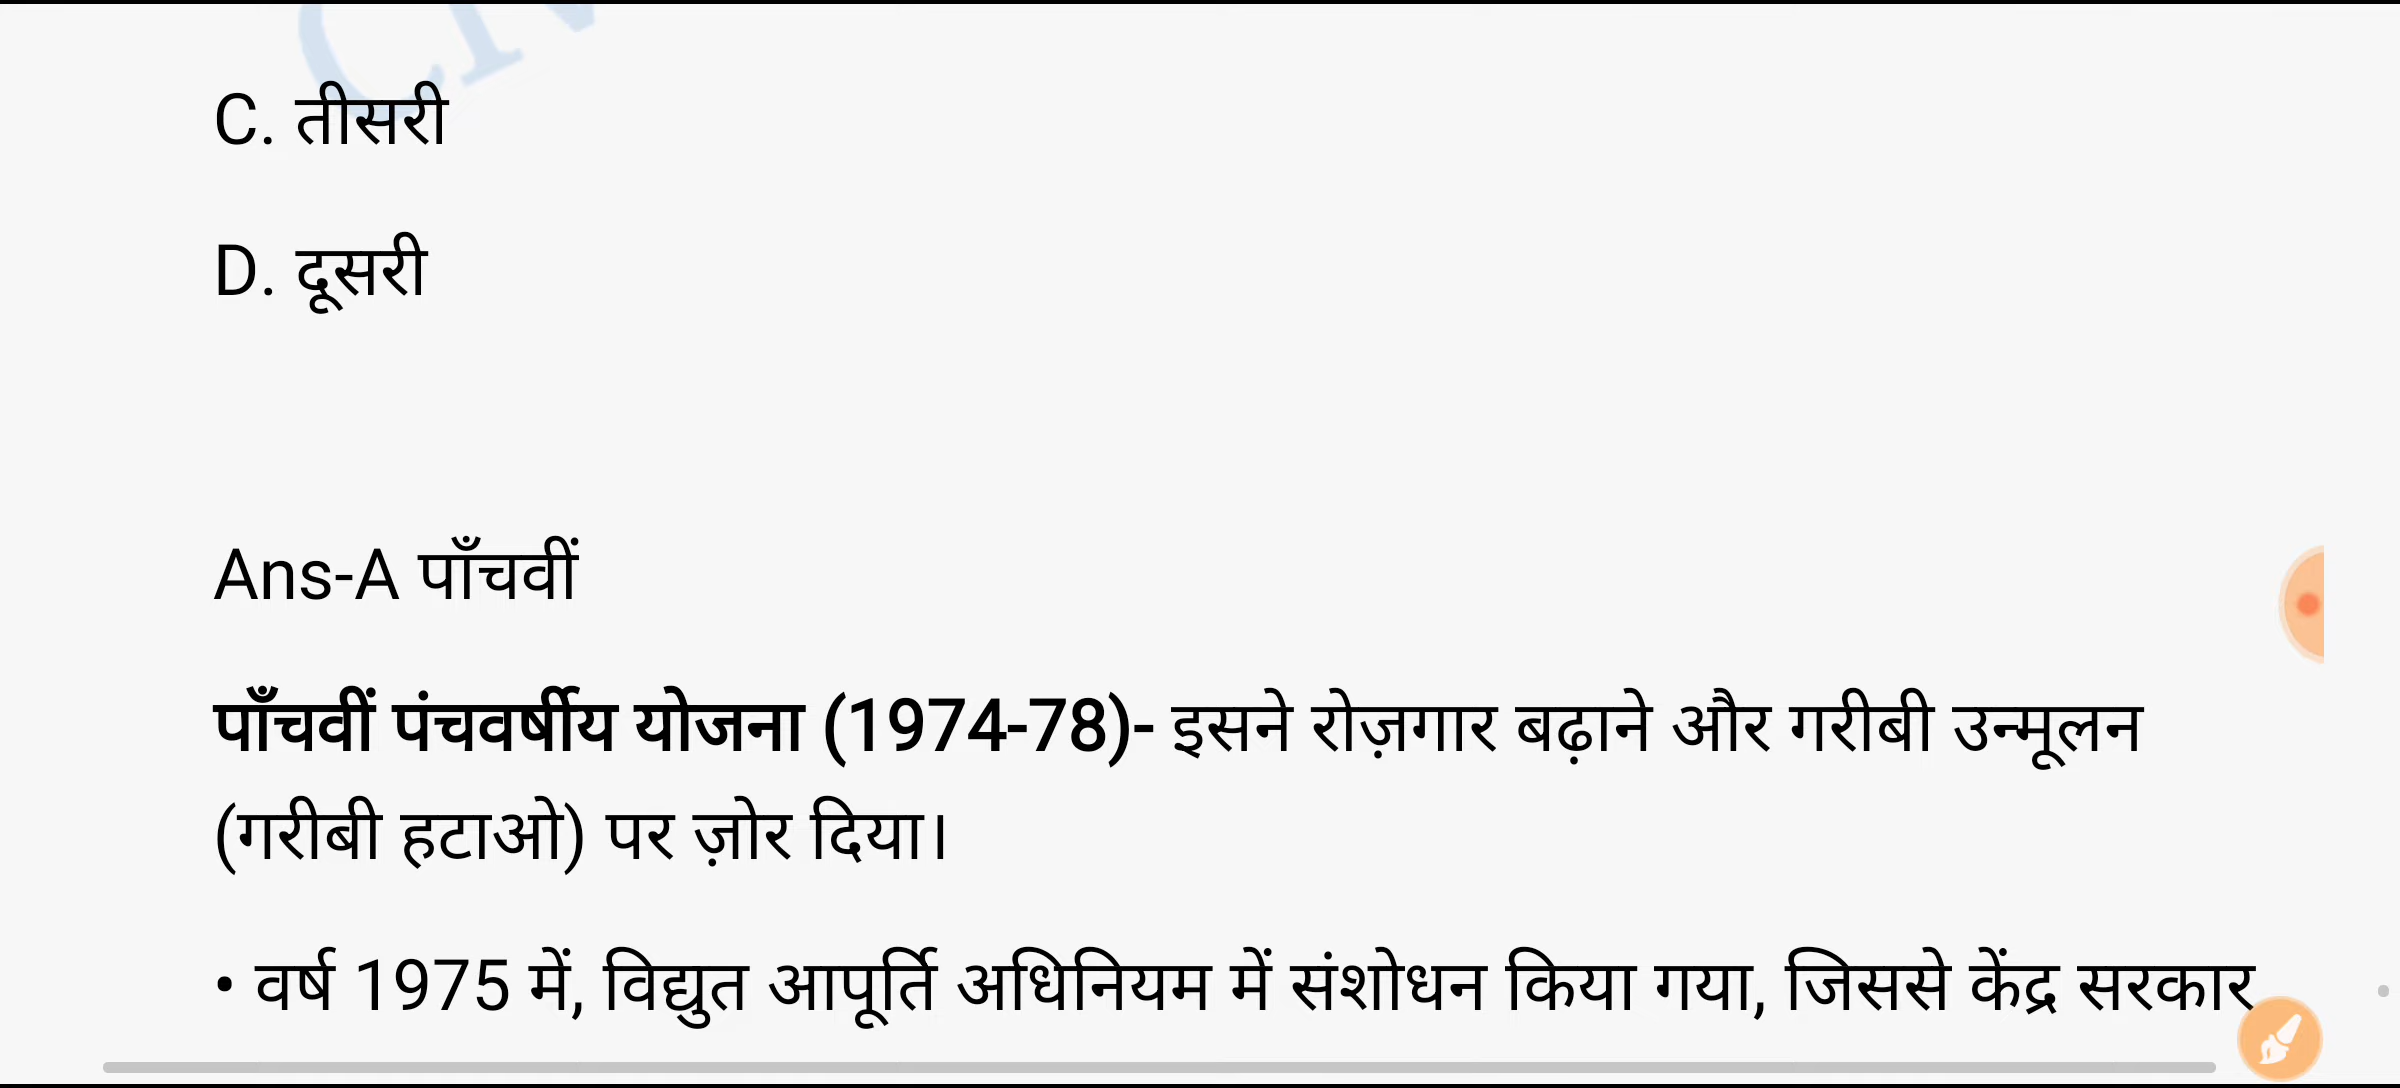 C. तीसरी
D. दूसरी
Ans-A पाँचवीं
पाँचवीं पंचवर्षीय योजना (1974-78)- इसने रोज़गार बढ़ाने और गरीबी उन्मूलन
(गरीबी हटाओ) पर ज़ोर दिया।
• वर्ष 1975 में, विद्युत आपूर्ति अधिनियम में संशोधन किया गया, जिससे केंद्र सरकार